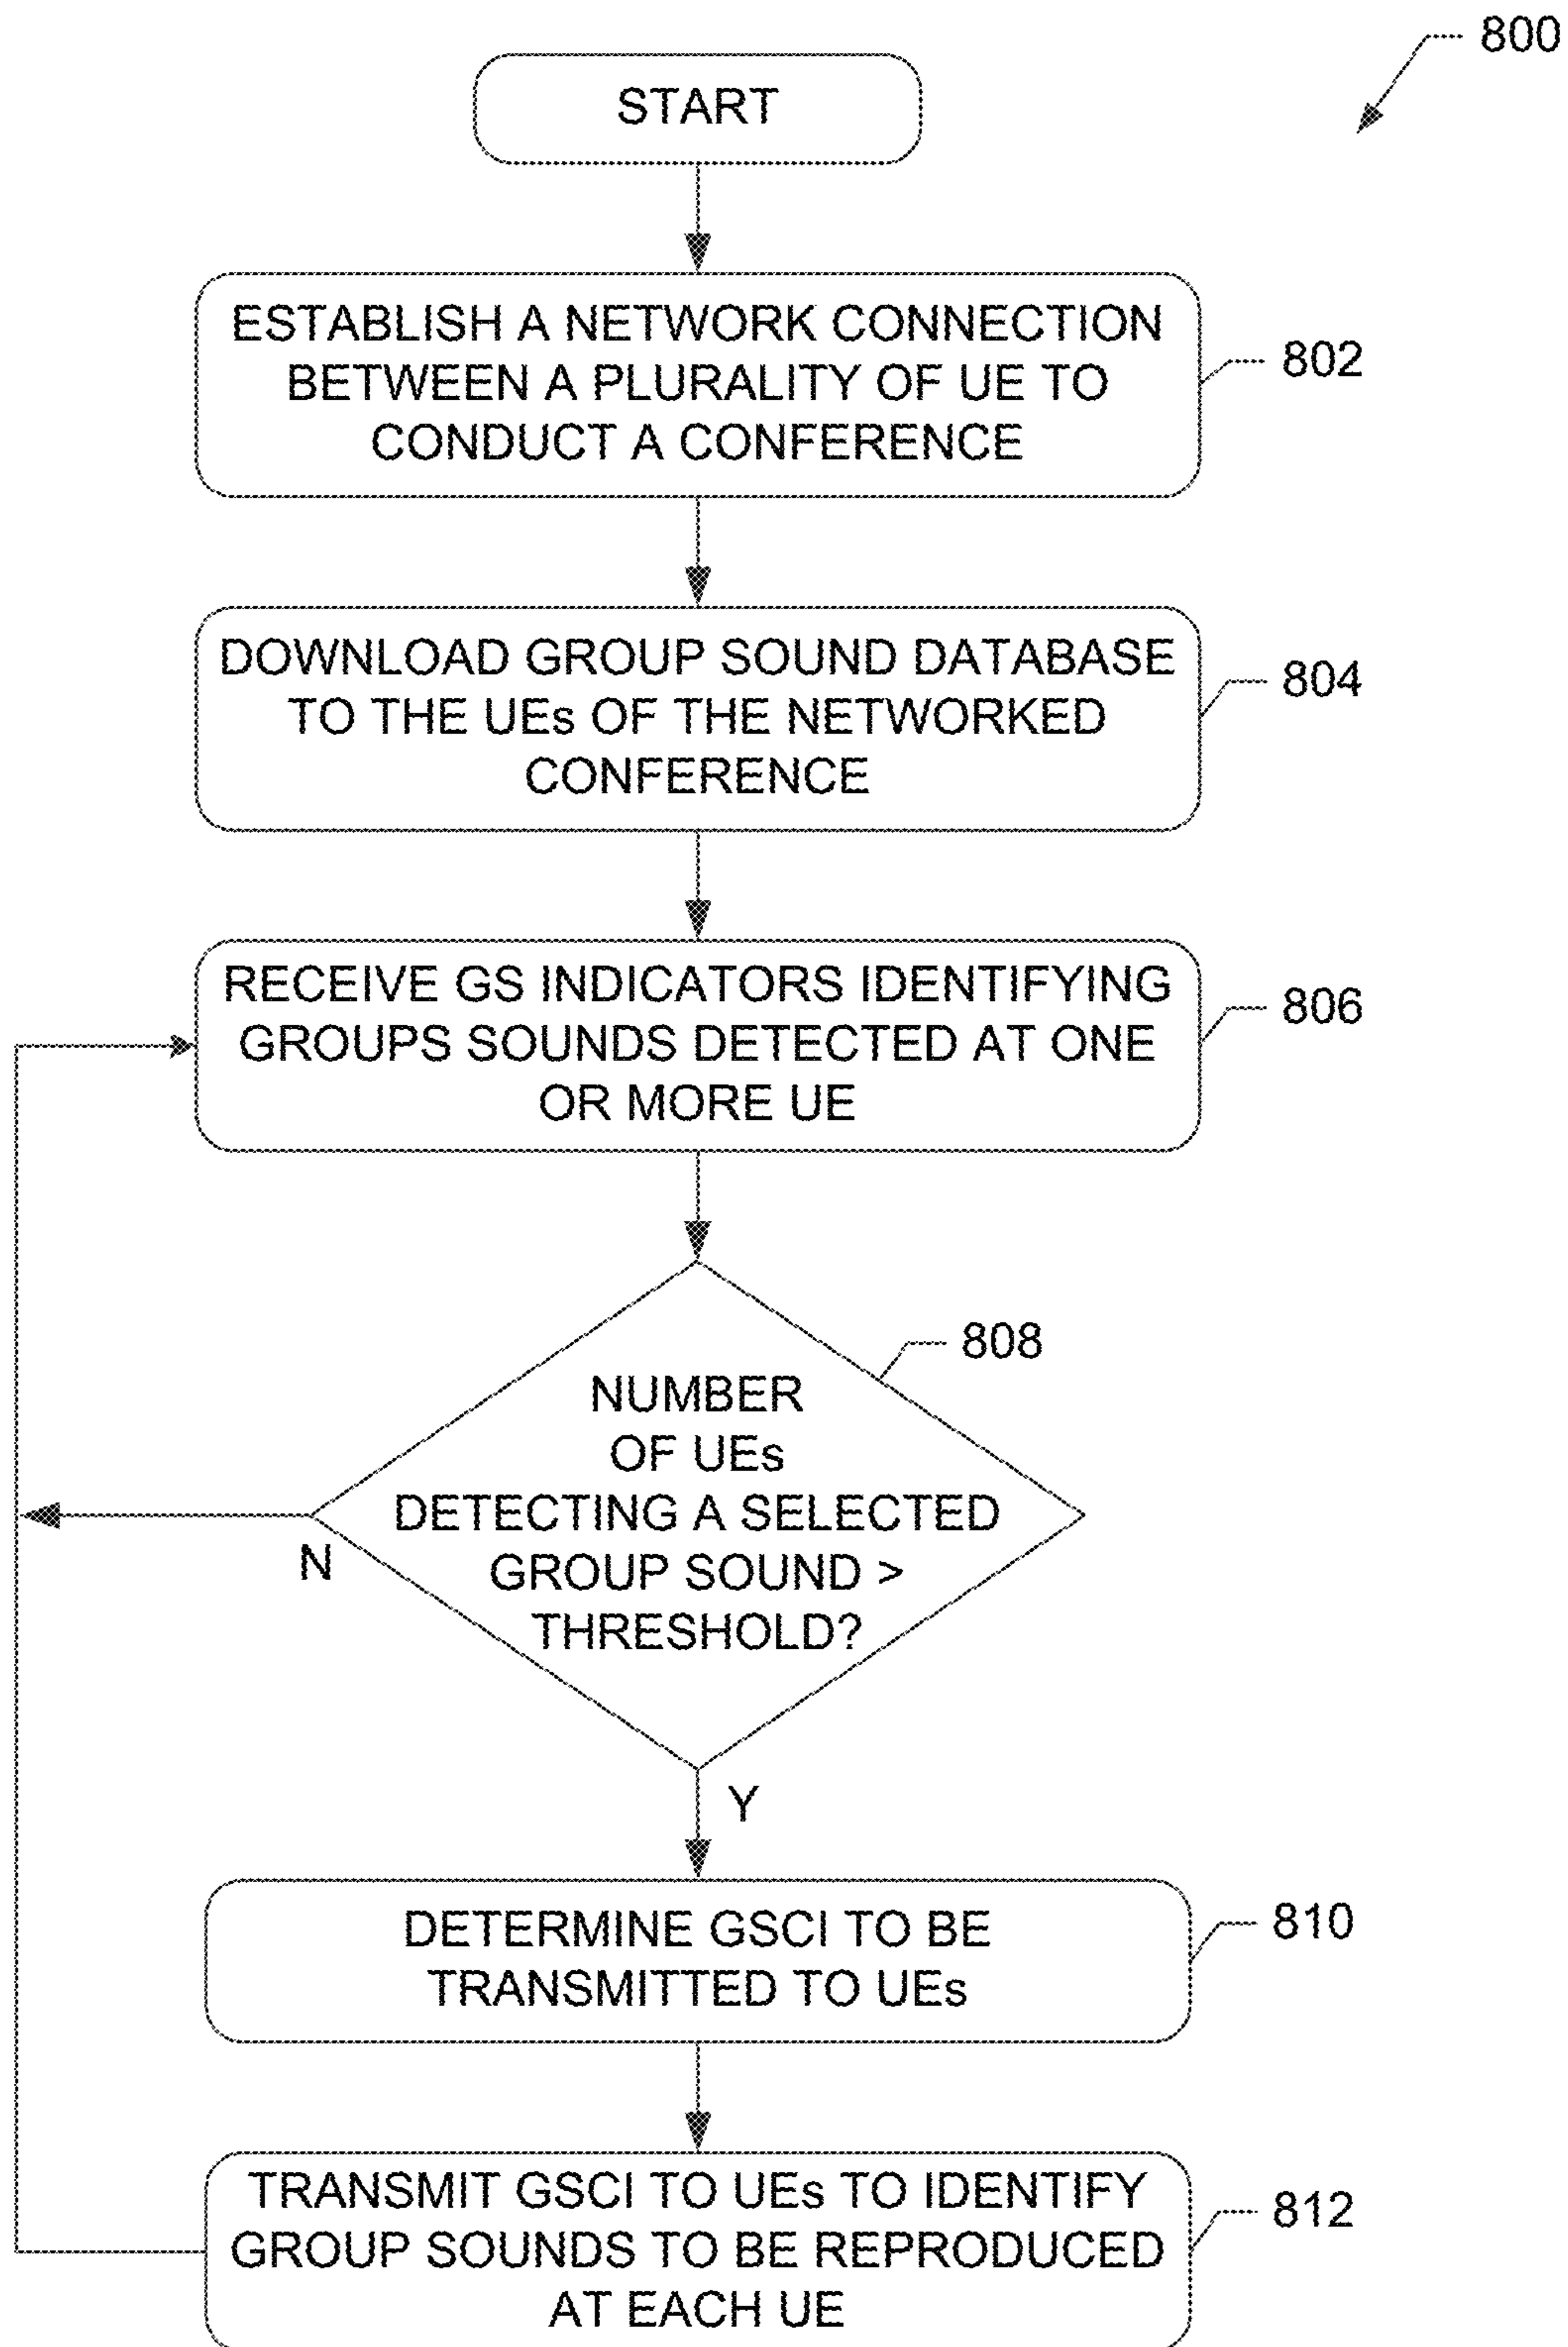 800
START
ESTABLISH A NETWORK CONNECTION
BETWEEN A PLURALITY OF UE TO
CONDUCT A CONFERENCE
802
DOWNLOAD GROUP SOUND DATABASE
TO THE UEs OF THE NETWORKED
CONFERENCE
804
RECEIVE GS INDICATORS IDENTIFYING
GROUPS SOUNDS DETECTED AT ONE
OR MORE UE
806
808
NUMBER
OF UEs
DETECTING A SELECTED
GROUP SOUND >
THRESHOLD?
N
Y
DETERMINE GSCI TO BE
TRANSMITTED TO UEs
810
TRANSMIT GSCI TO UEs TO IDENTIFY
GROUP SOUNDS TO BE REPRODUCED
AT EACH UE
812